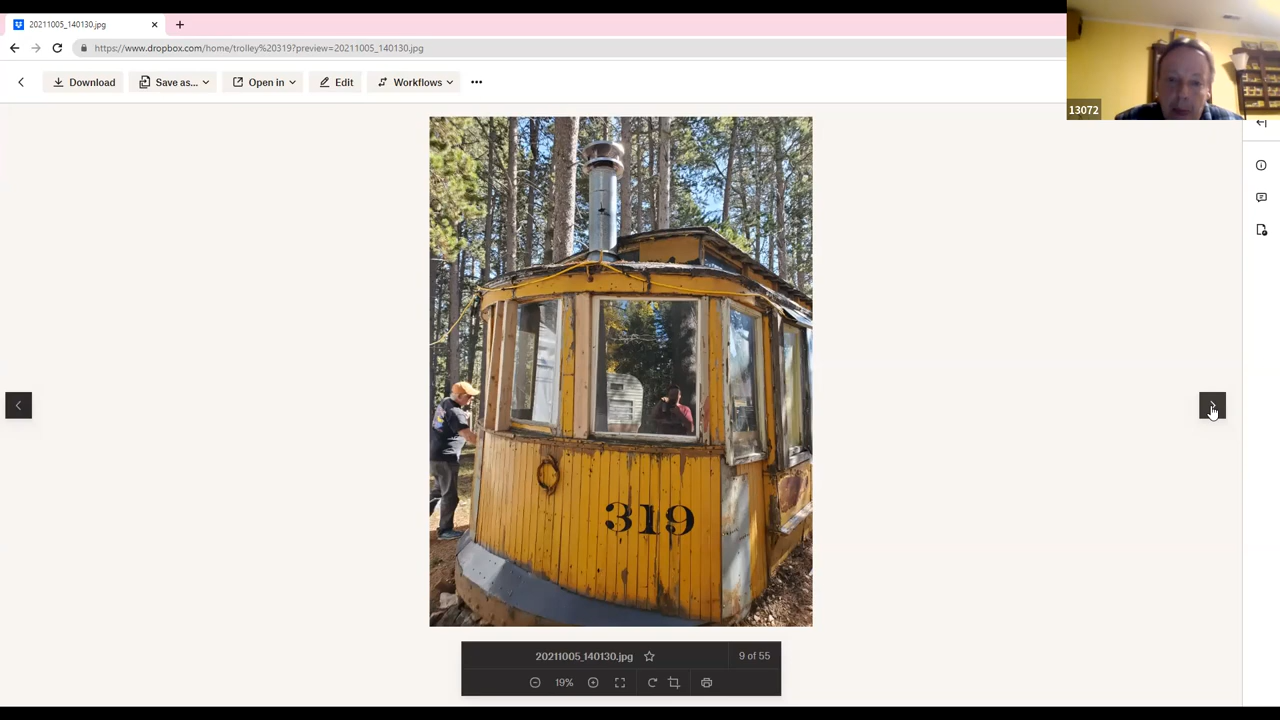 20211005_140130.jpg
https://www.dropbox.com/home/trolley%20319?preview=20211005_140130.jpg
Download
Save as...
Open in
Edit
Workflows
13072
319
20211005_140130.jpg
9 of 55
19%